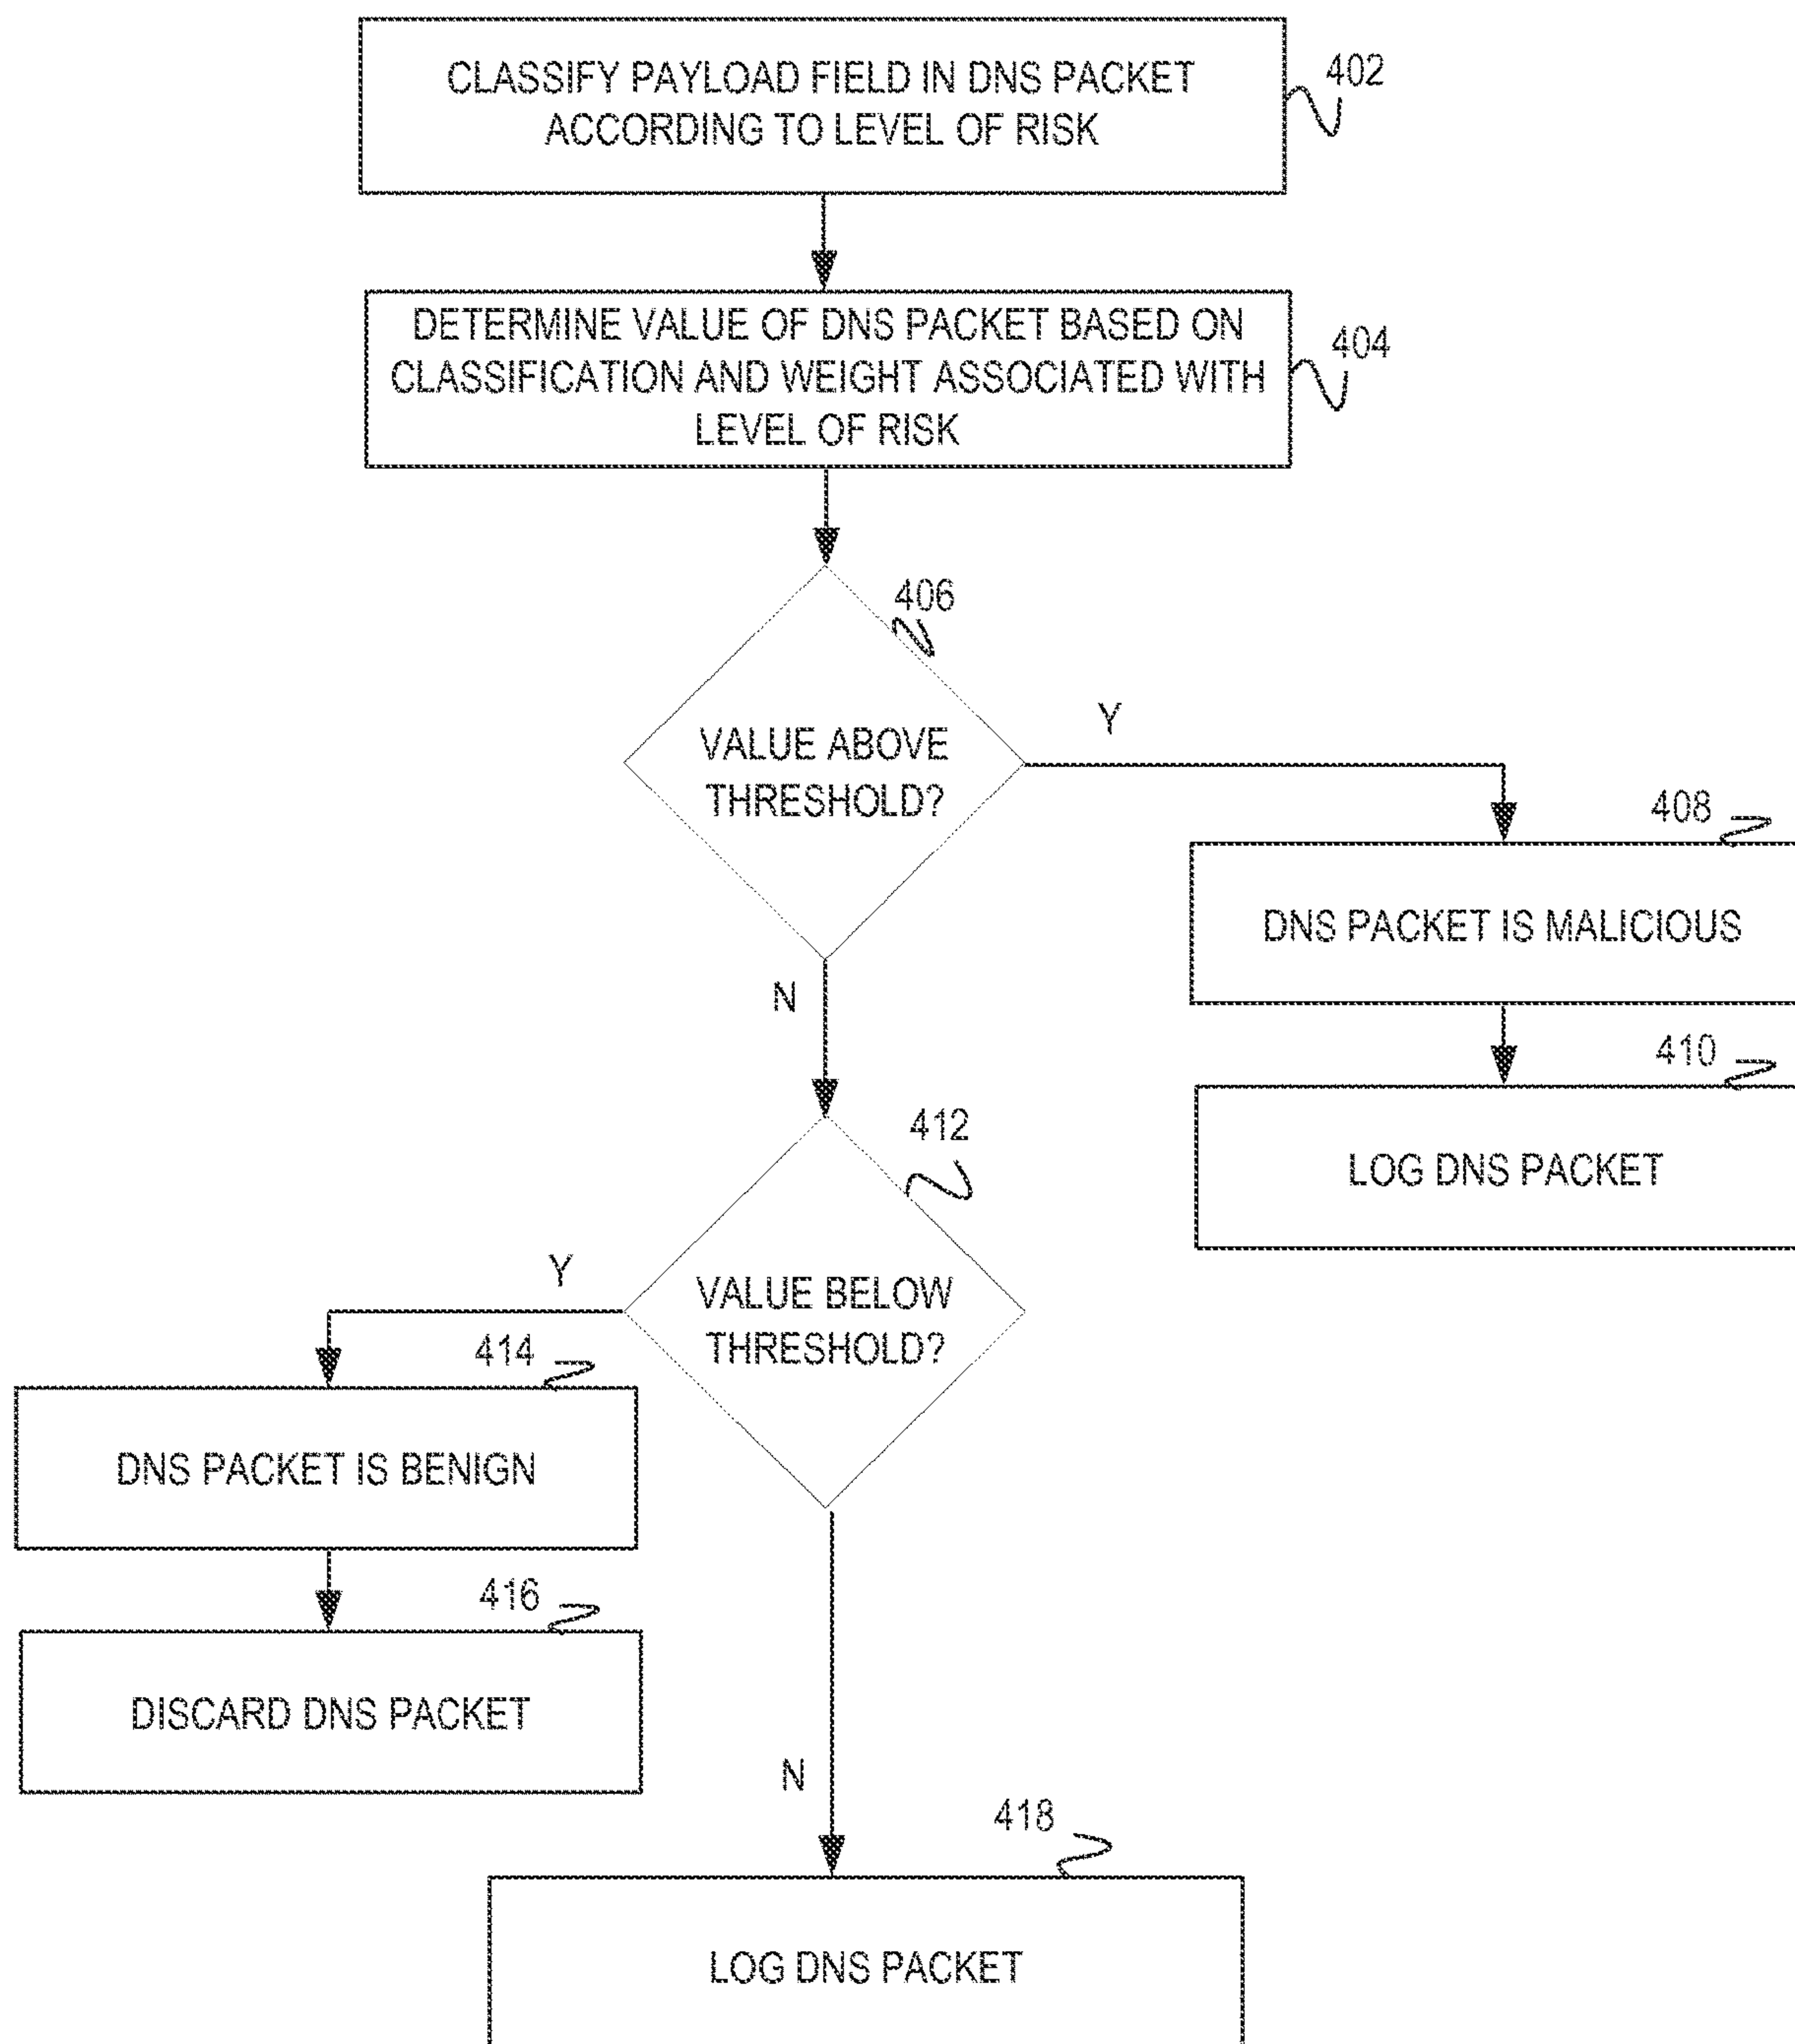 CLASSIFY PAYLOAD FIELD IN DNS PACKET
ACCORDING TO LEVEL OF RISK
402
DETERMINE VALUE OF DNS PACKET BASED ON
CLASSIFICATION AND WEIGHT ASSOCIATED WITH
LEVEL OF RISK
404
406
VALUE ABOVE
THRESHOLD?
Y
408
DNS PACKET IS MALICIOUS
N
410
LOG DNS PACKET
412
VALUE BELOW
THRESHOLD?
Y
414
DNS PACKET IS BENIGN
416
DISCARD DNS PACKET
N
418
LOG DNS PACKET